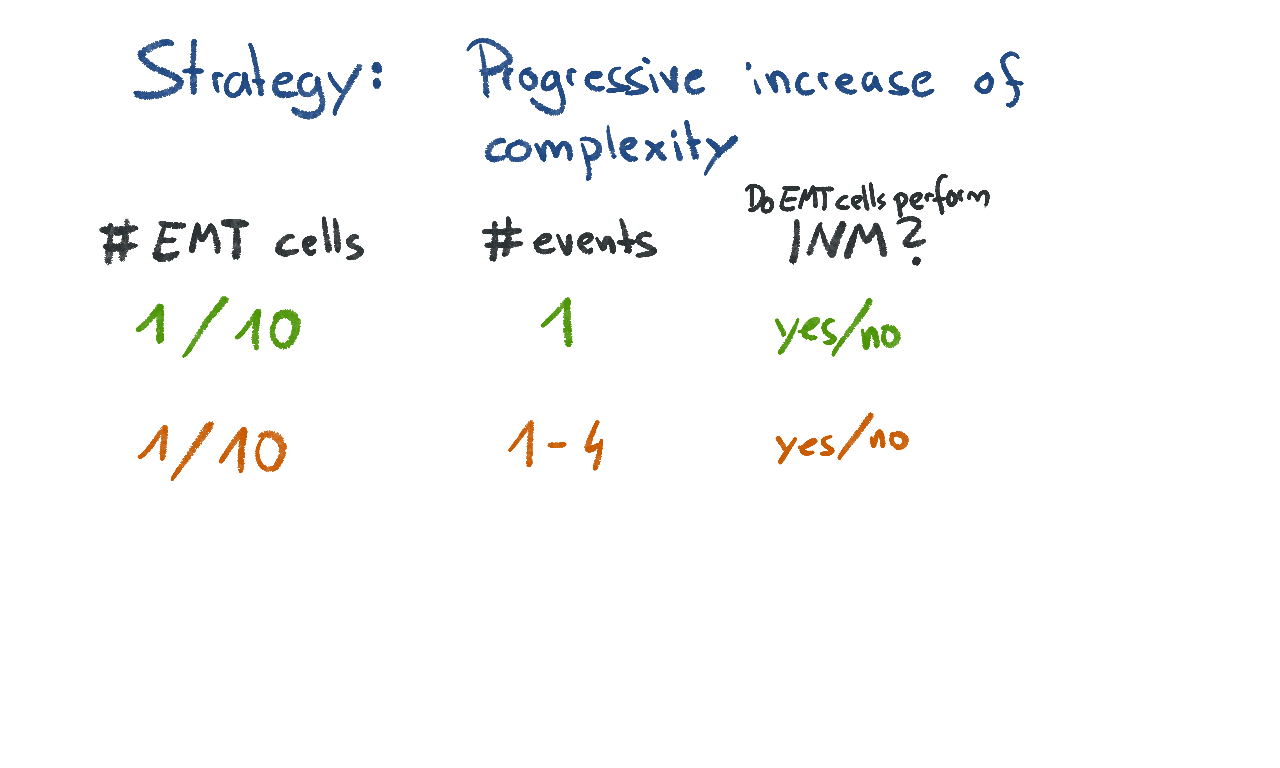 Strategy: Progressive increase of
complexity
Do EMT cells perform
# EMT cells # events INM?
1/10 1 yes/no
1/10 1-4 yes/no